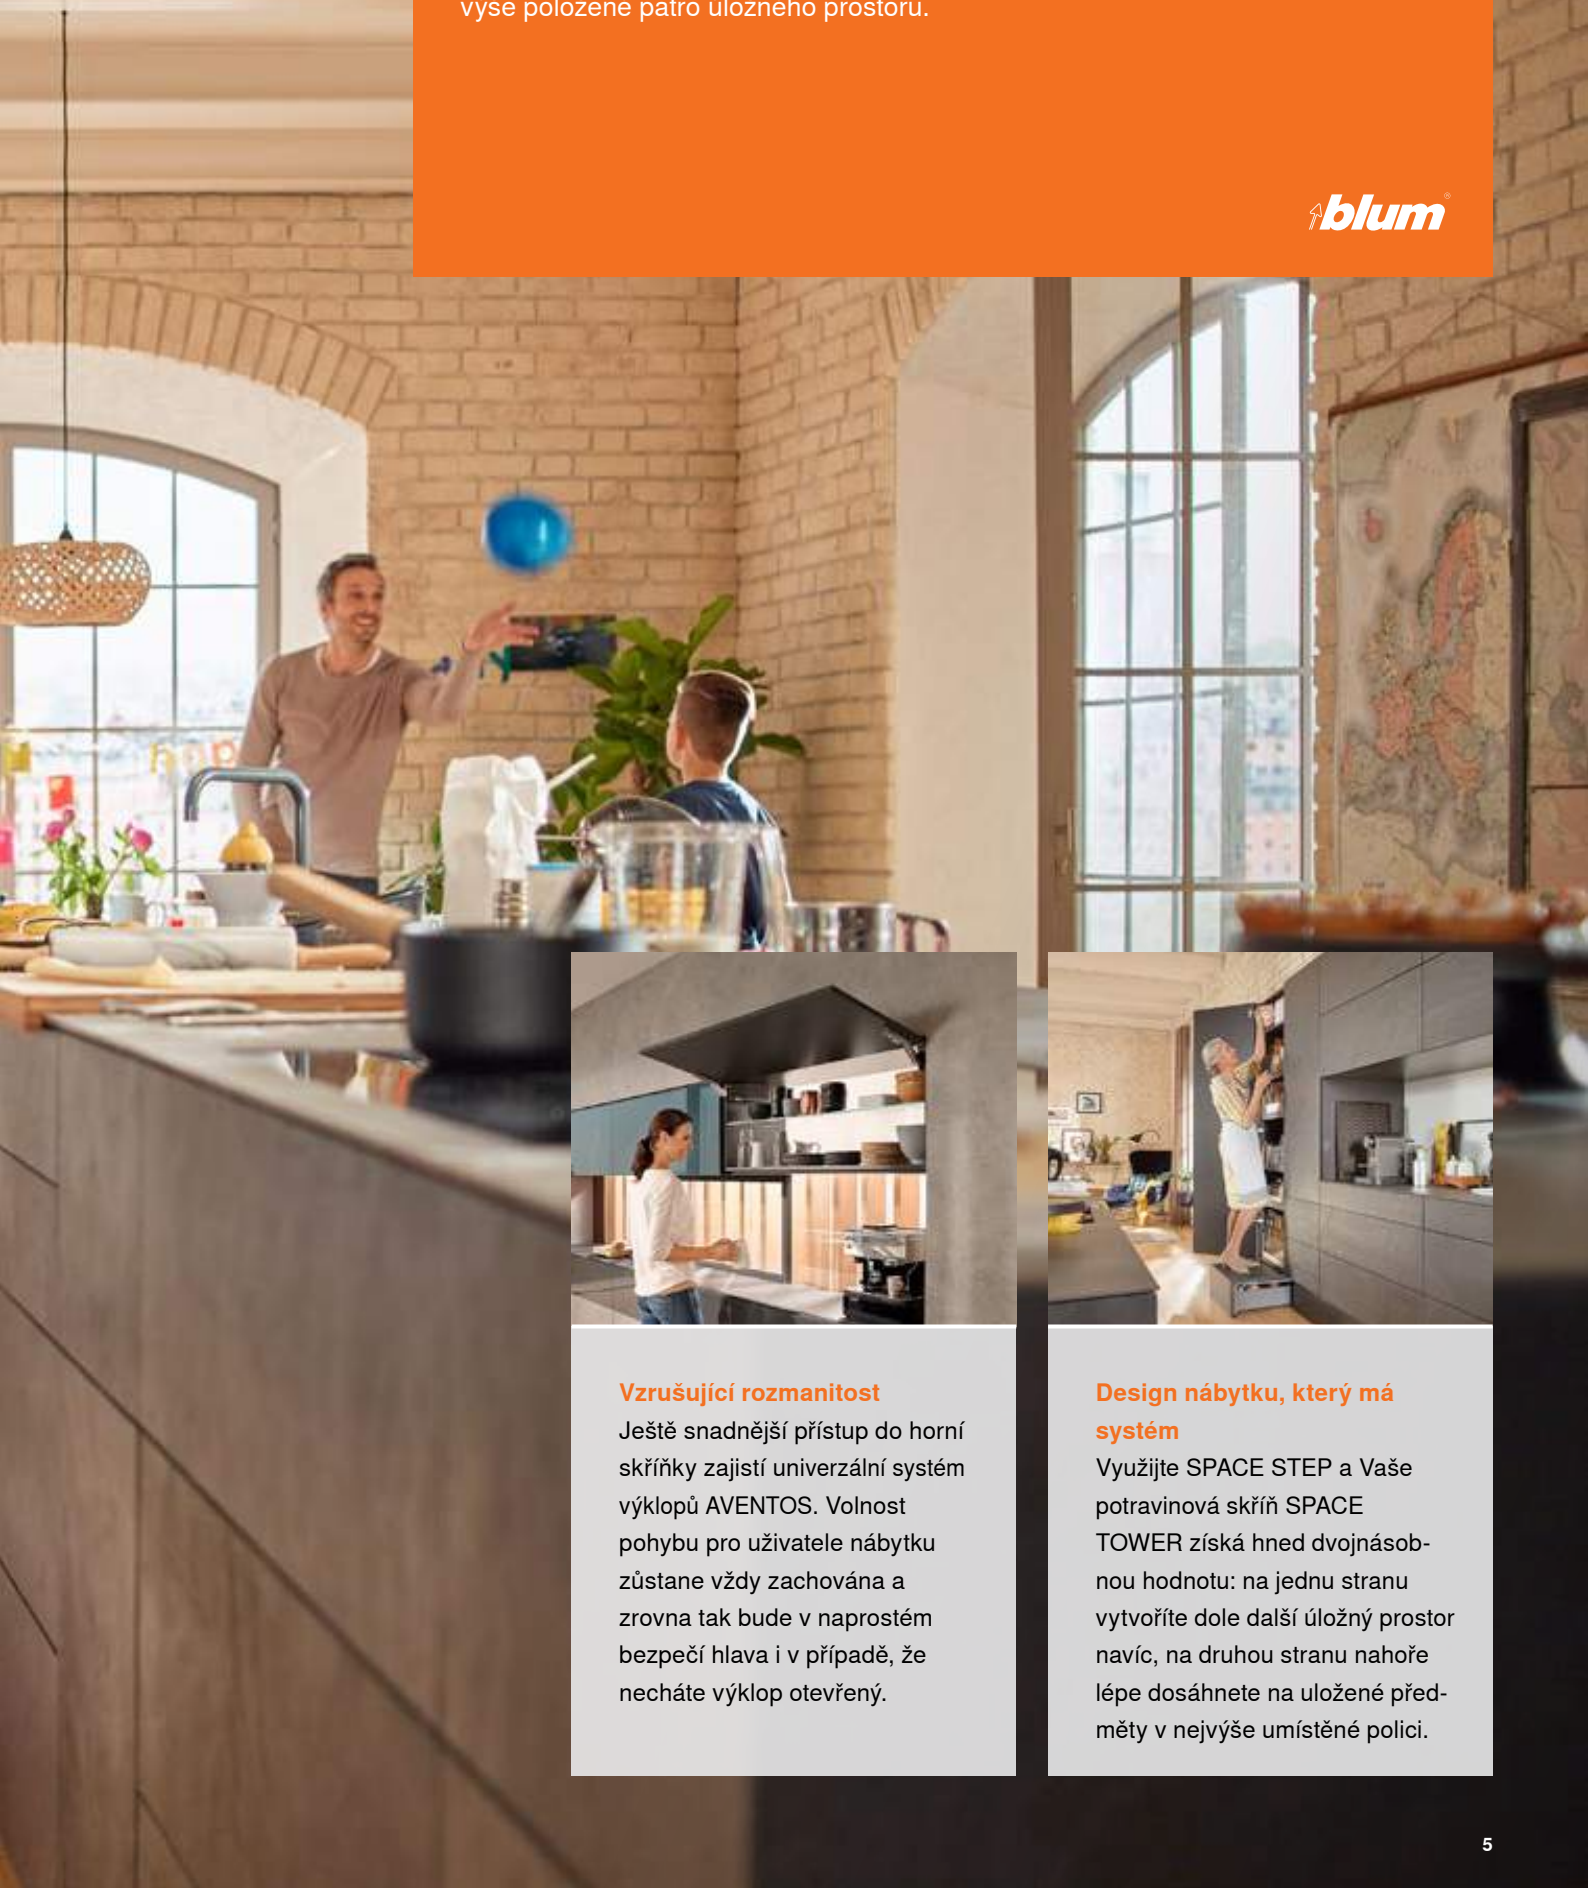 výše položené patro úložného prostoru.
blum®
hap
Vzrušující rozmanitost
Ještě snadnější přístup do horní
skříňky zajistí univerzální systém
výklopů AVENTOS. Volnost
pohybu pro uživatele nábytku
zůstane vždy zachována a
zrovna tak bude v naprostém
bezpečí hlava i v případě, že
necháte výklop otevřený.
Design nábytku, který má
systém
Využijte SPACE STEP a Vaše
potravinová skříň SPACE
TOWER získá hned dvojnásob-
nou hodnotu: na jednu stranu
vytvoříte dole další úložný prostor
navíc, na druhou stranu nahoře
lépe dosáhnete na uložené před-
měty v nejvýše umístěné polici.
5